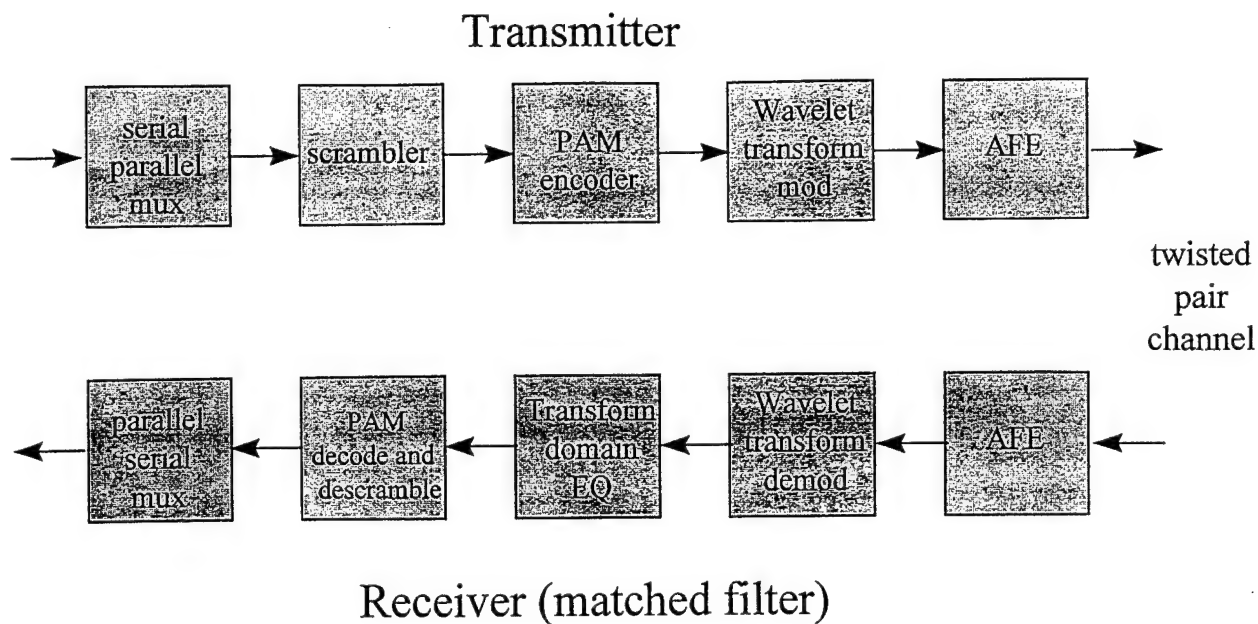 Transmitter
serial
parallel
mux
scrambler
PAM
encoder
Wavelet
transform
mod
AFE
twisted
pair
channel
parallel
serial
mux
PAM
decode and
descramble
Transform
domain
EQ
Wavelet
transform
demod
AFE
Receiver (matched filter)